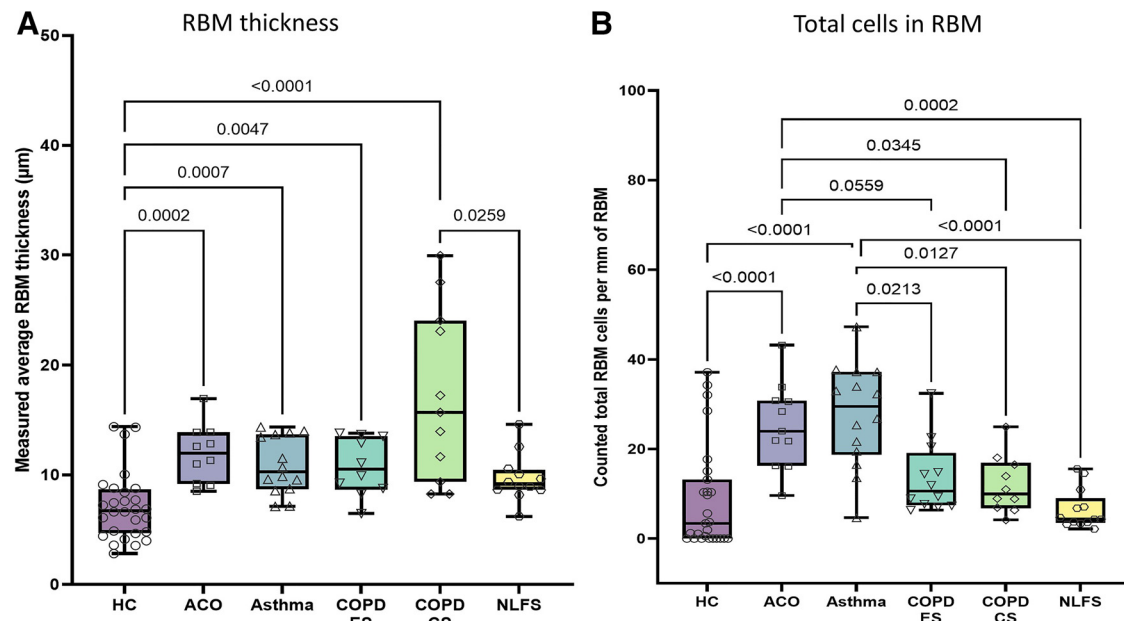 A
RBM thickness
Measured average RBM thickness (µm)
50
40
30
20
10
0
<0.0001
0.0047
0.0007
0.0002
0.0259
HC
ACO
Asthma
COPD
ES
COPD
CS
NLFS
B
Total cells in RBM
Counted total RBM cells per mm of RBM
100
80
60
40
20
0
0.0002
0.0345
0.0559
<0.0001
<0.0001
0.0127
<0.0001
0.0213
HC
ACO
Asthma
COPD
ES
COPD
CS
NLFS